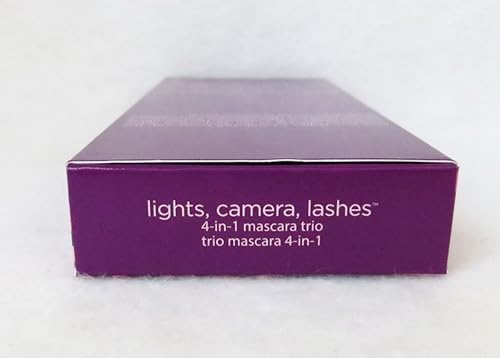 lights, camera, lashes™
4-in-1 mascara trio
trio mascara 4-in-1